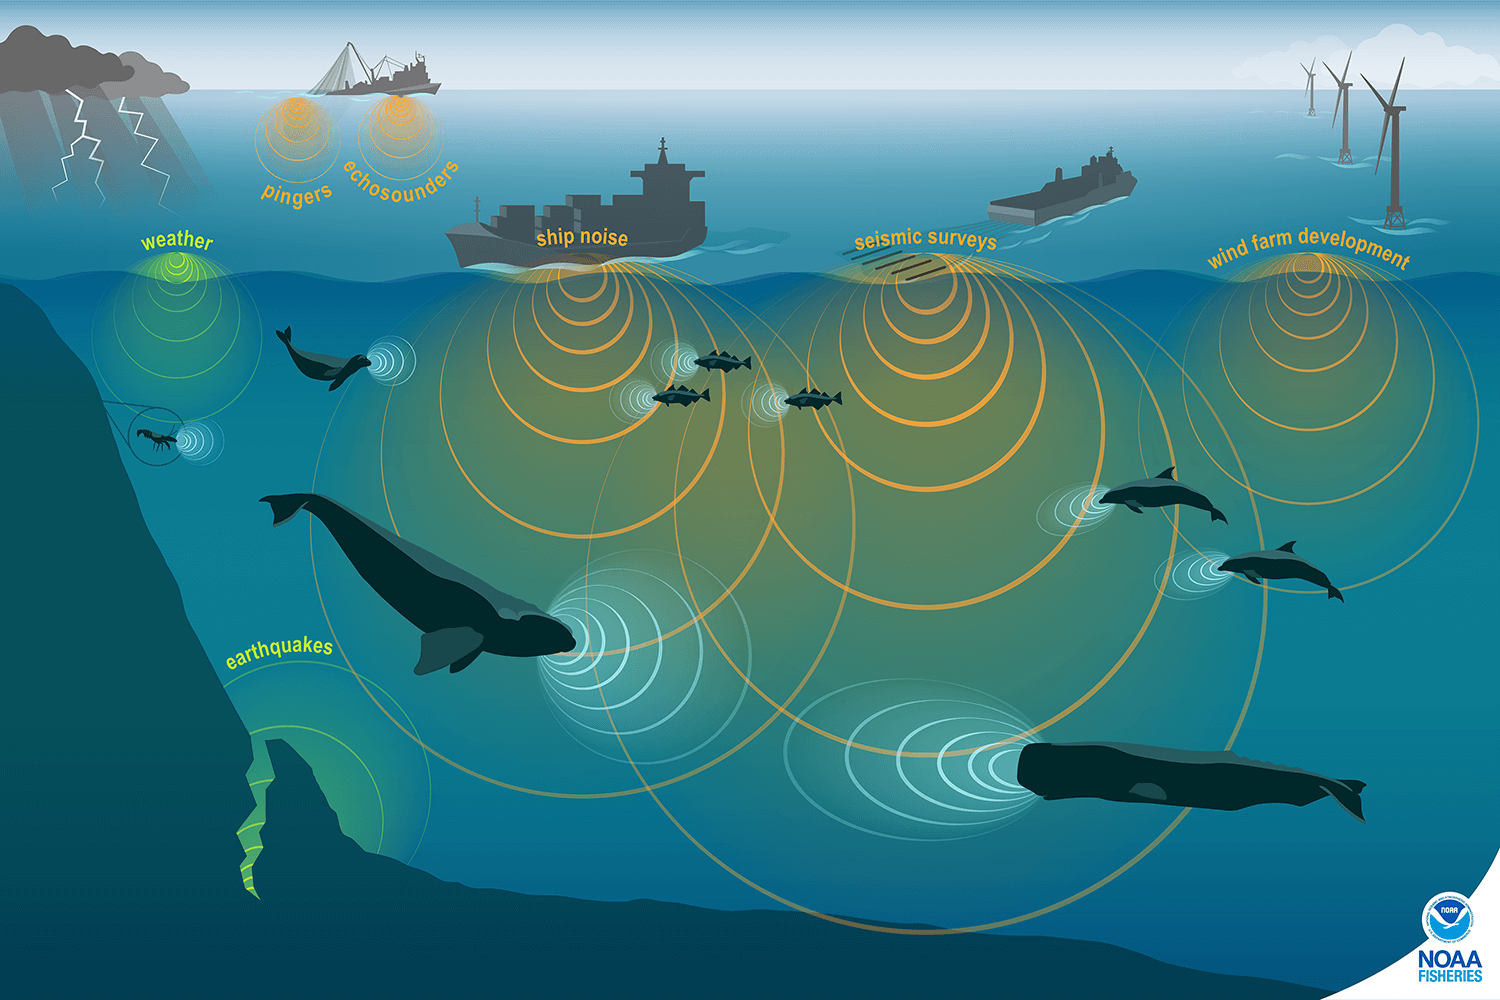 pingers
echosounders
weather
ship noise
seismic surveys
wind farm development
earthquakes
NOAA
NOAA
FISHERIES